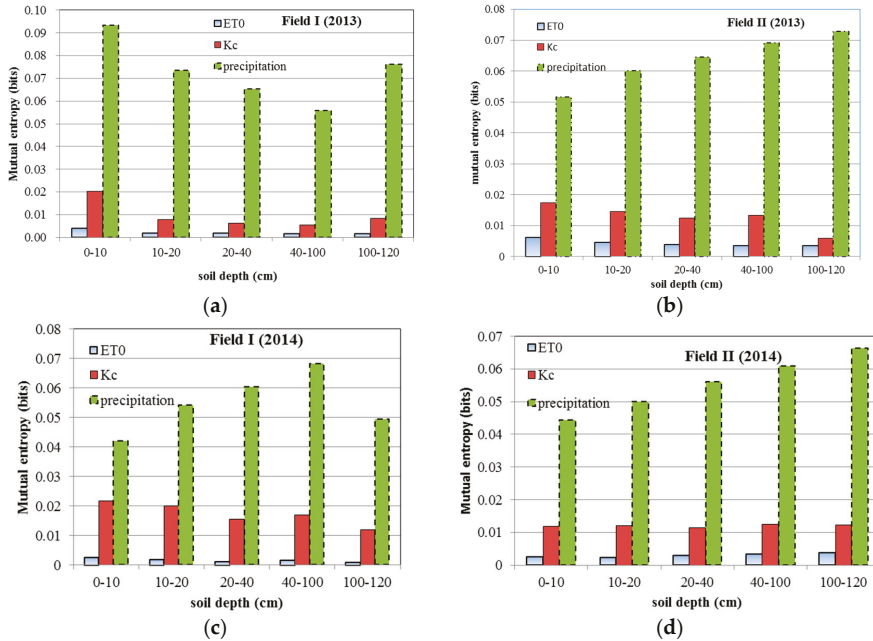 Field I (2013)
ET0
Kc
precipitation
Mutual entropy (bits)
0.10
0.09
0.08
0.07
0.06
0.05
0.04
0.03
0.02
0.01
0.00
0-10 10-20 20-40 40-100 100-120
soil depth (cm)
(a)
Field II (2013)
ET0
Kc
precipitation
mutual entropy (bits)
0.08
0.07
0.06
0.05
0.04
0.03
0.02
0.01
0
0-10 10-20 20-40 40-100 100-120
soil depth (cm)
(b)
Field I (2014)
ET0
Kc
precipitation
Mutual entropy (bits)
0.08
0.07
0.06
0.05
0.04
0.03
0.02
0.01
0
0-10 10-20 20-40 40-100 100-120
soil depth (cm)
(c)
Field II (2014)
ET0
Kc
precipitation
Mutual entropy (bits)
0.07
0.06
0.05
0.04
0.03
0.02
0.01
0
0-10 10-20 20-40 40-100 100-120
soil depth (cm)
(d)